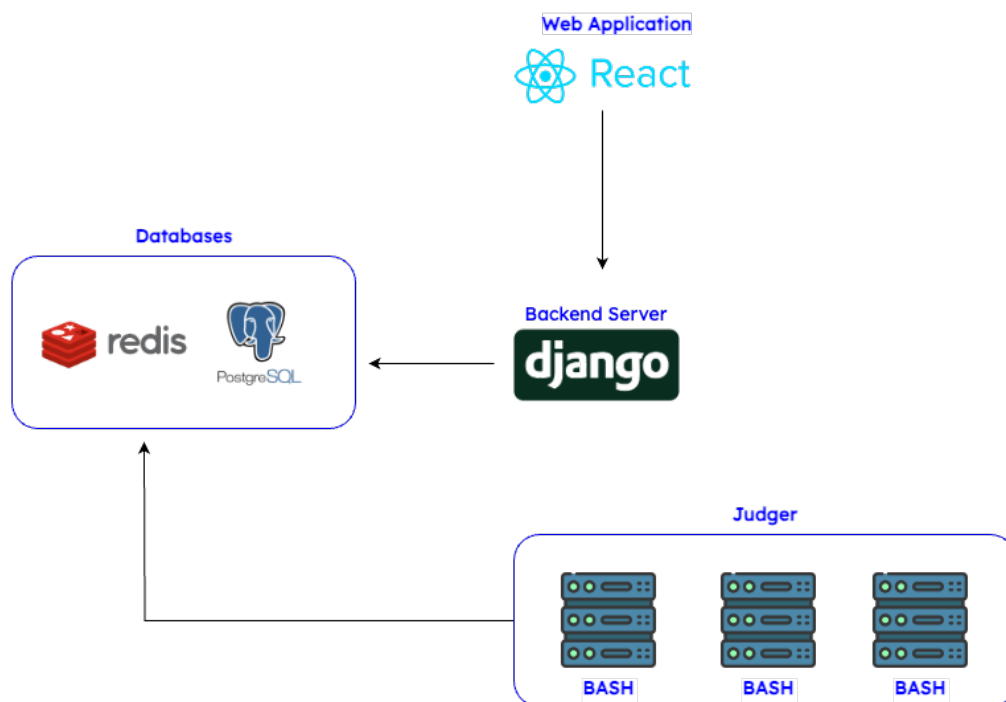 Web Application
React
Databases
redis
PostgreSQL
Backend Server
django
Judger
BASH
BASH
BASH